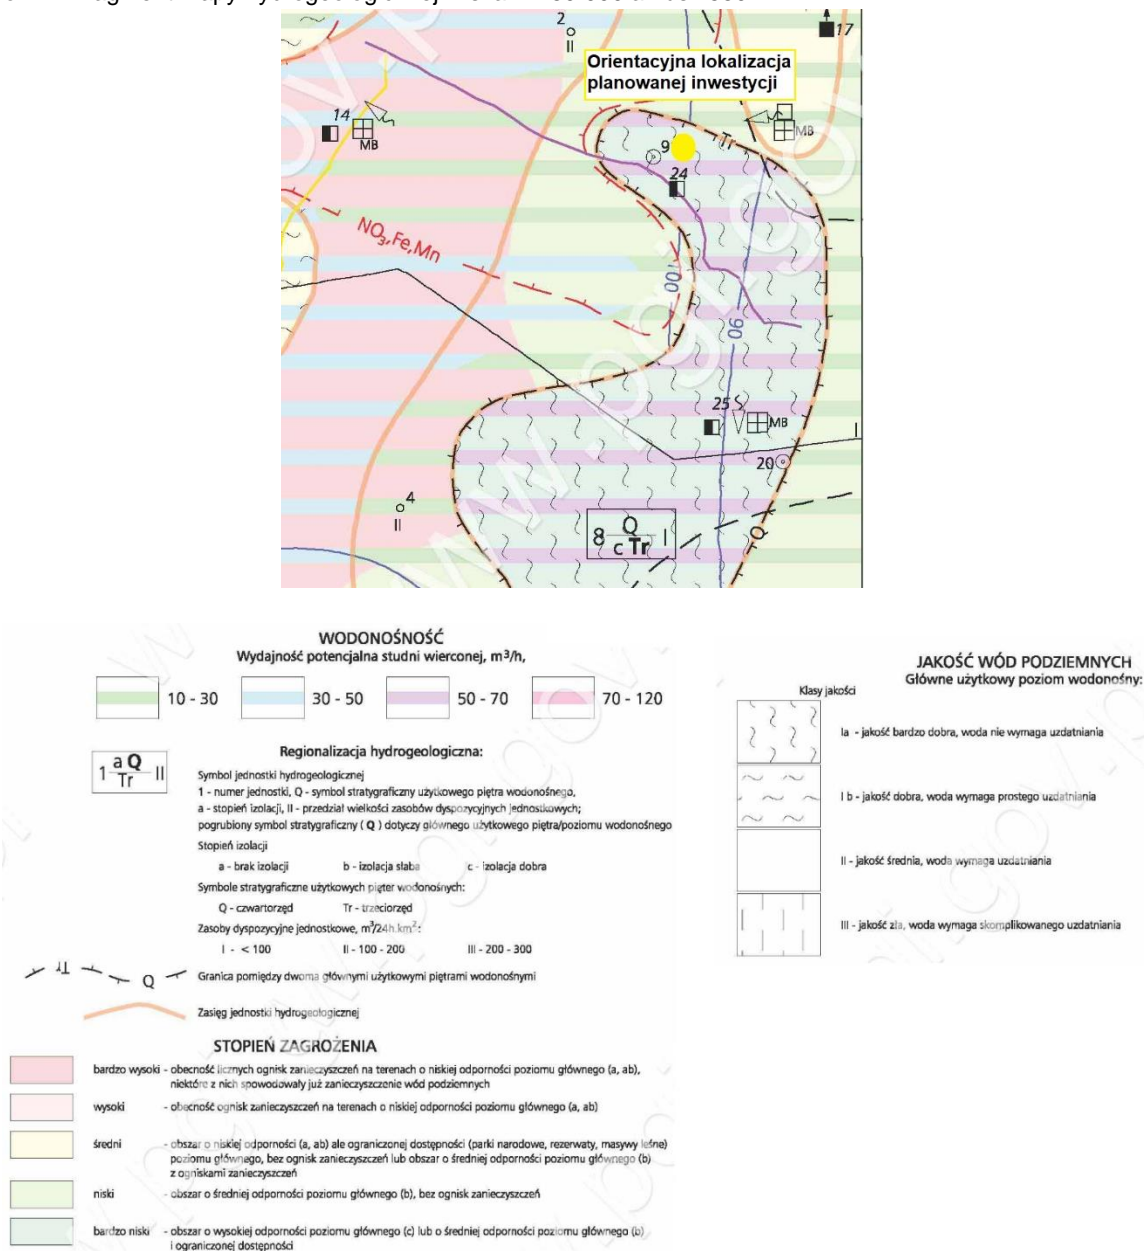 2
II
17
Orientacyjna lokalizacja
planowanej inwestycji
14
MB
Tr
MB
9
24
NO3,Fe,Mn
100
90
25
MB
I
20
4
II
8 Q I
c Tr
Q
WODONOŚNOŚĆ
Wydajność potencjalna studni wierconej, m³/h,
10 - 30
30 - 50
50 - 70
70 - 120
1 a Q II
Tr
Regionalizacja hydrogeologiczna:
Symbol jednostki hydrogeologicznej
1 - numer jednostki, Q - symbol stratygraficzny użytkowego piętra wodonośnego,
a - stopień izolacji, II - przedział wielkości zasobów dyspozycyjnych jednostkowych;
pogrubiony symbol stratygraficzny ( Q ) dotyczy głównego użytkowego piętra/poziomu wodonośnego
Stopień izolacji
a - brak izolacji b - izolacja słaba c - izolacja dobra
Symbole stratygraficzne użytkowych pięter wodonośnych:
Q - czwartorzęd Tr - trzeciorzęd
Zasoby dyspozycyjne jednostkowe, m³/24h.km²:
I - < 100 II - 100 - 200 III - 200 - 300
Tr Q Granica pomiędzy dwoma głównymi użytkowymi piętrami wodonośnymi
Zasięg jednostki hydrogeologicznej
STOPIEŃ ZAGROŻENIA
bardzo wysoki - obecność licznych ognisk zanieczyszczeń na terenach o niskiej odporności poziomu głównego (a, ab),
niektóre z nich spowodowały już zanieczyszczenie wód podziemnych
wysoki - obecność ognisk zanieczyszczeń na terenach o niskiej odporności poziomu głównego (a, ab)
średni - obszar o niskiej odporności (a, ab) ale ograniczonej dostępności (parki narodowe, rezerwaty, masywy leśne)
poziomu głównego, bez ognisk zanieczyszczeń lub obszar o średniej odporności poziomu głównego (b)
z ogniskami zanieczyszczeń
niski - obszar o średniej odporności poziomu głównego (b), bez ognisk zanieczyszczeń
bardzo niski - obszar o wysokiej odporności poziomu głównego (c) lub o średniej odporności poziomu głównego (b)
i ograniczonej dostępności
JAKOŚĆ WÓD PODZIEMNYCH
Główne użytkowy poziom wodonośny:
Klasy jakości
Ia - jakość bardzo dobra, woda nie wymaga uzdatniania
I b - jakość dobra, woda wymaga prostego uzdatniania
II - jakość średnia, woda wymaga uzdatniania
III - jakość zła, woda wymaga skomplikowanego uzdatniania